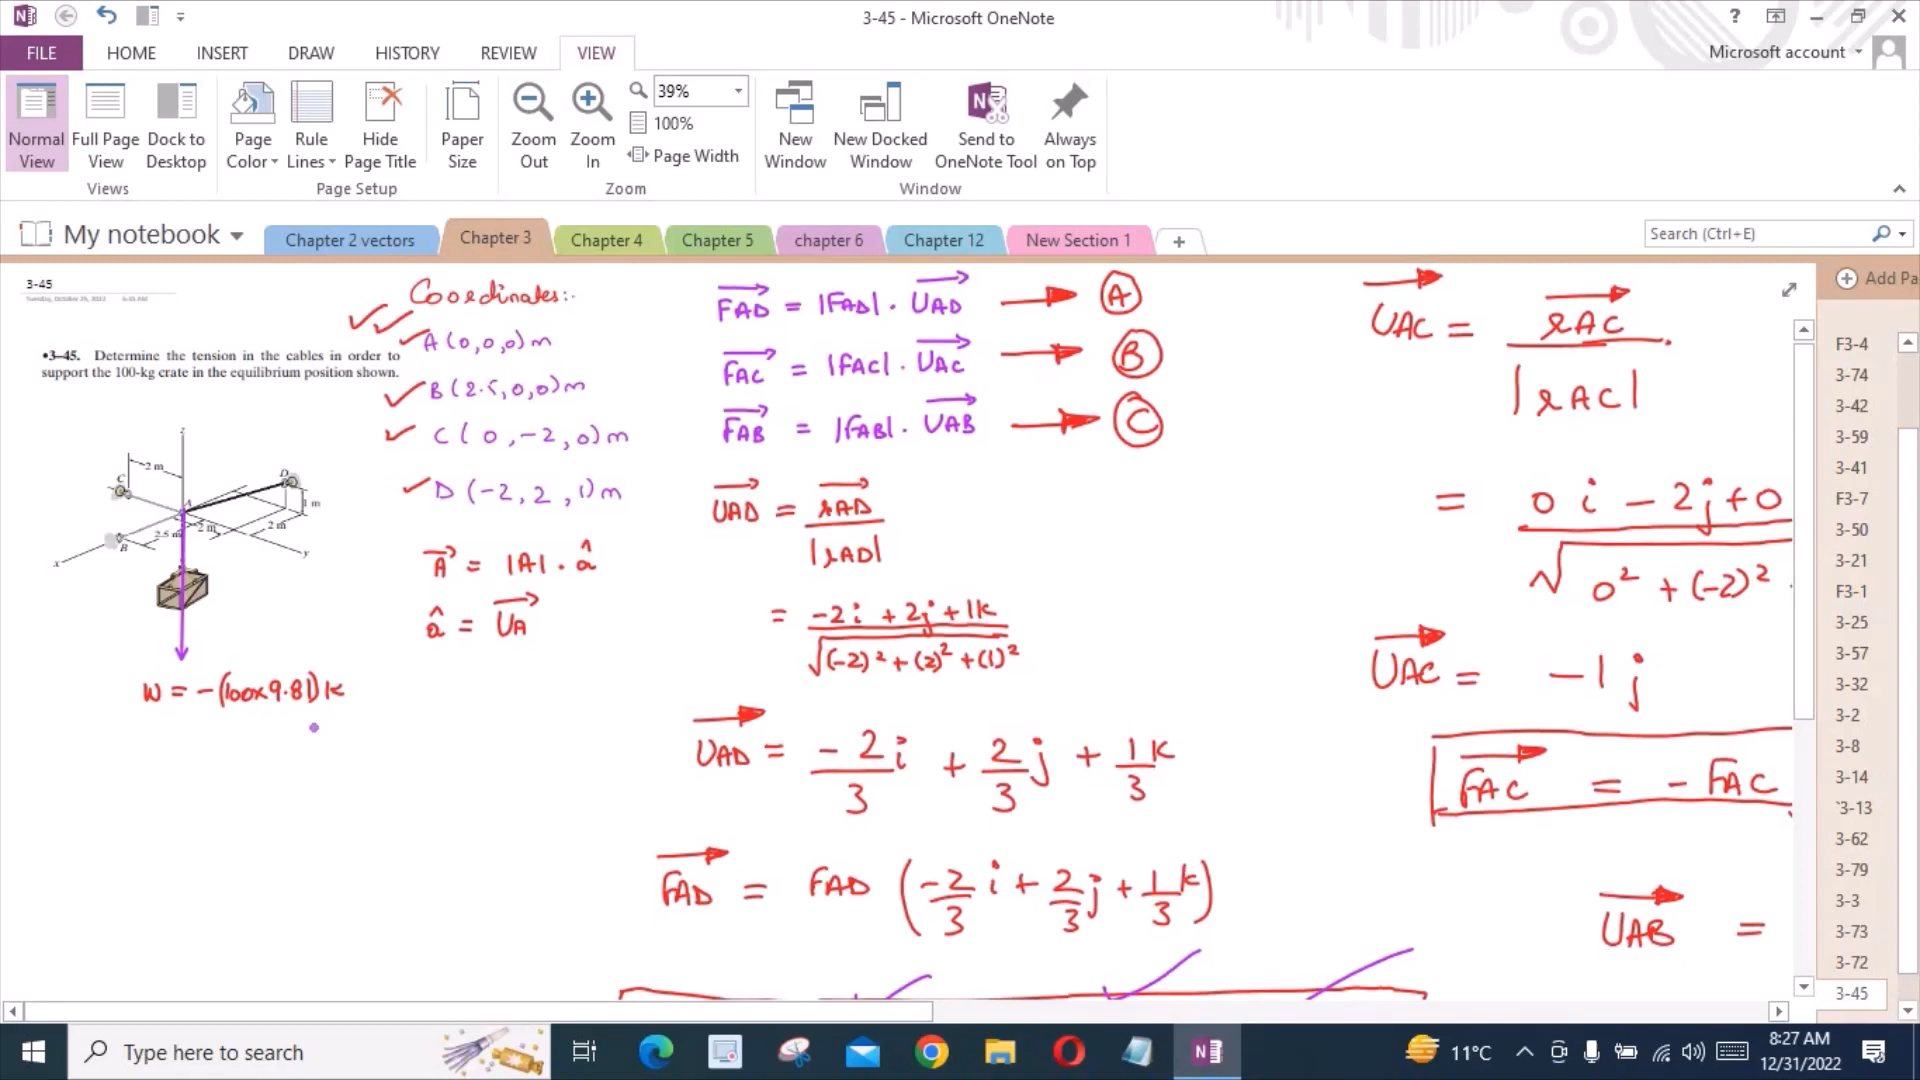 3-45 - Microsoft OneNote
?
FILE HOME INSERT DRAW HISTORY REVIEW VIEW
Microsoft account
Normal View
Full Page View
Dock to Desktop
Views
Page Color
Rule Lines
Hide Page Title
Paper Size
Page Setup
Zoom Out
Zoom In
39%
100%
Page Width
Zoom
New Window
New Docked Window
Send to OneNote Tool
Always on Top
Window
My notebook
Chapter 2 vectors
Chapter 3
Chapter 4
Chapter 5
chapter 6
Chapter 12
New Section 1
+
Search (Ctrl+E)
3-45
Tuesday, October 25, 2022
•3–45. Determine the tension in the cables in order to
support the 100-kg crate in the equilibrium position shown.
z
2 m
C
D
A
1 m
2 m
2 m
2.5 m
B
x
y
W = -(100x9.81)k
Coordinates:-
A(0,0,0)m
B(2.5,0,0)m
C(0,-2,0)m
D(-2,2,1)m
A = |A|.â
â = UA
FAD = |FAD|. UAD A
FAC = |FAC|. UAC B
FAB = |FAB|. UAB C
UAD = rAD
|rAD|
= -2i + 2j + 1k
√(-2)² + (2)² + (1)²
UAD = -2i/3 + 2/3 j + 1/3 k
FAD = FAD (-2/3 i + 2/3 j + 1/3 k)
UAC = rAC
|rAC|
= 0i - 2j + 0
√0² + (-2)²
UAC = -1j
FAC = - FAC
UAB =
Add Pa
F3-4
3-74
3-42
3-59
3-41
F3-7
3-50
3-21
F3-1
3-25
3-57
3-32
3-2
3-8
3-14
`3-13
3-62
3-79
3-3
3-73
3-72
3-45
Type here to search
11°C
8:27 AM
12/31/2022